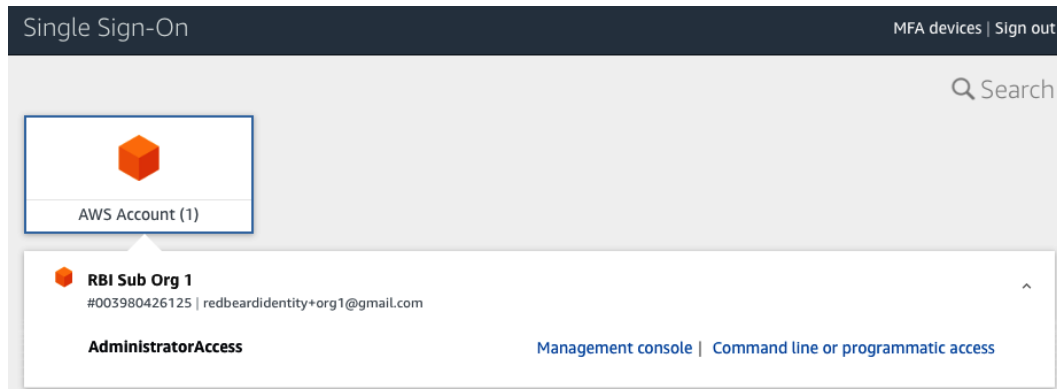 Single Sign-On
MFA devices | Sign out
Search
AWS Account (1)
RBI Sub Org 1
#003980426125 | redbeardidentity+org1@gmail.com
AdministratorAccess
Management console | Command line or programmatic access